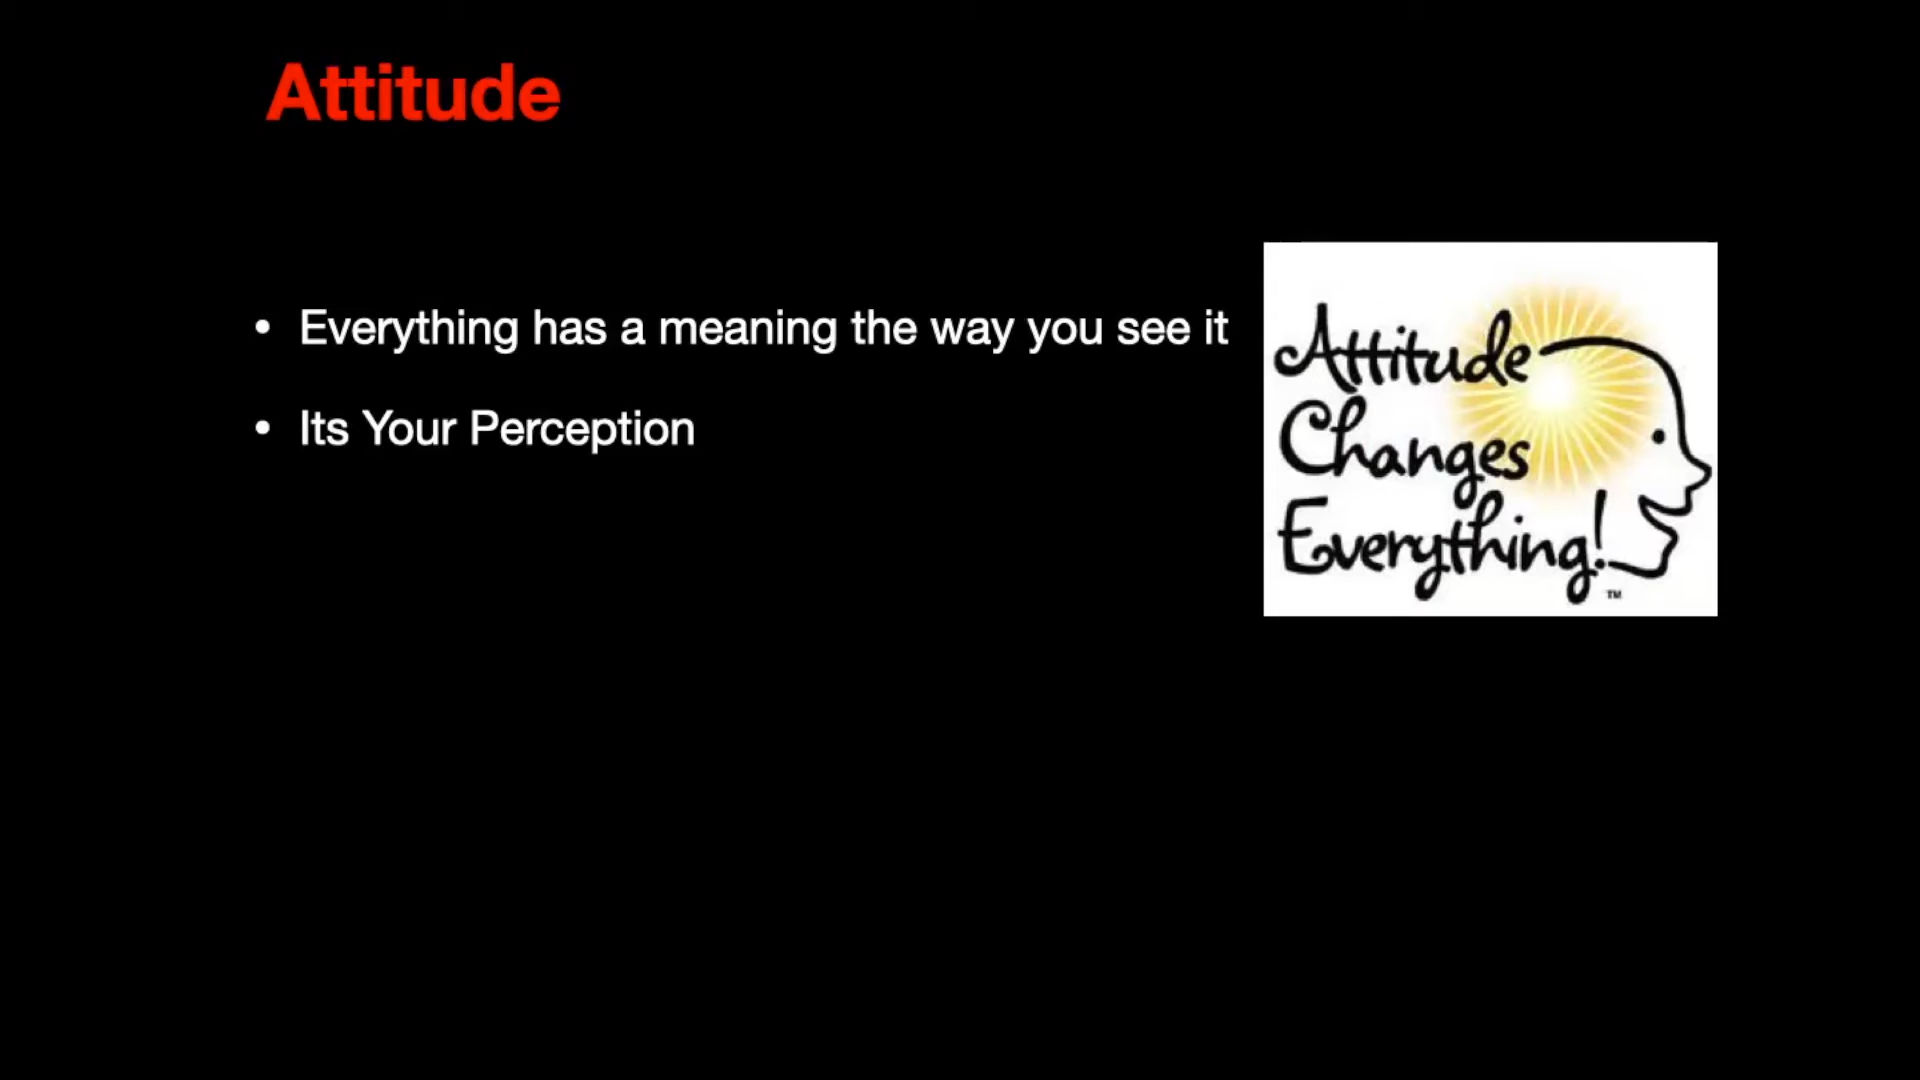 Attitude
• Everything has a meaning the way you see it
• Its Your Perception
Attitude
Changes
Everything!
TM